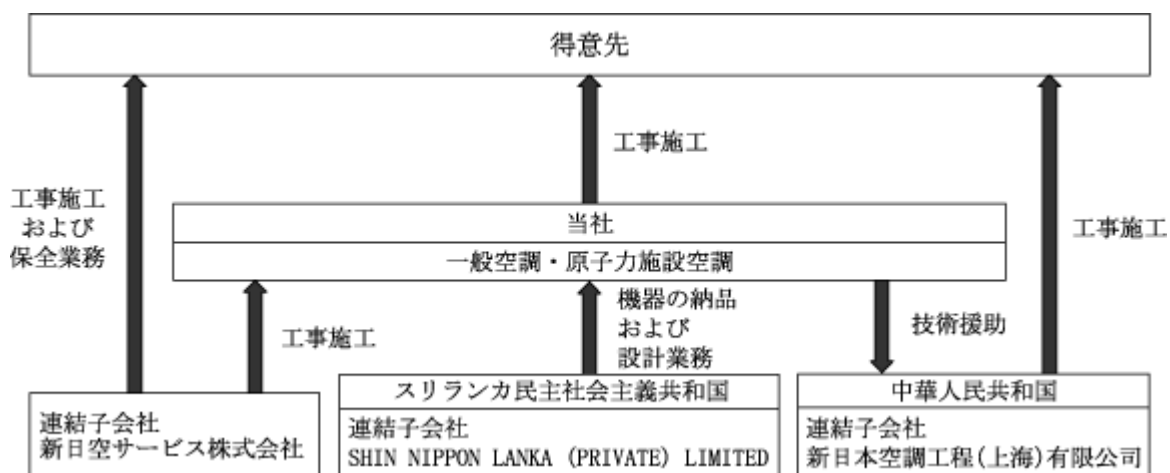 得意先
工事施工
工事施工
および
保全業務
工事施工
当社
一般空調・原子力施設空調
工事施工
機器の納品
および
設計業務
技術援助
連結子会社
新日空サービス株式会社
スリランカ民主社会主義共和国
連結子会社
SHIN NIPPON LANKA (PRIVATE) LIMITED
中華人民共和国
連結子会社
新日本空調工程(上海)有限公司